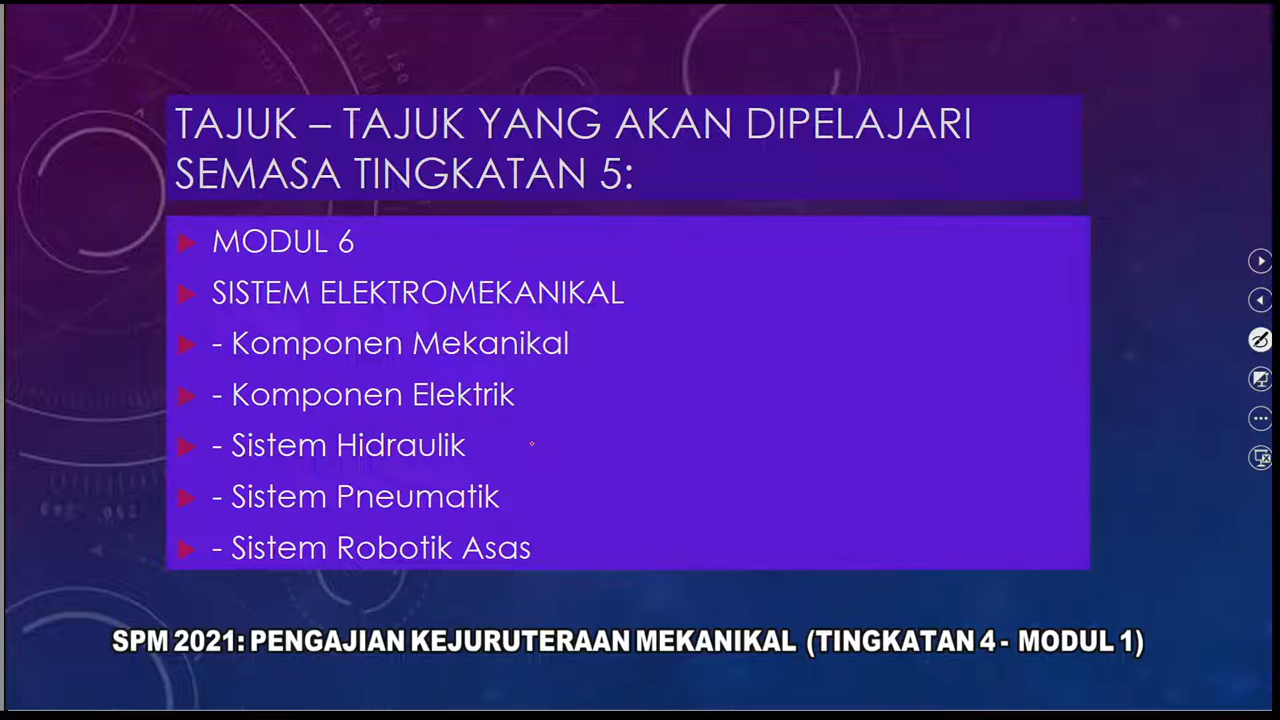 TAJUK – TAJUK YANG AKAN DIPELAJARI
SEMASA TINGKATAN 5:
MODUL 6
SISTEM ELEKTROMEKANIKAL
- Komponen Mekanikal
- Komponen Elektrik
- Sistem Hidraulik
- Sistem Pneumatik
- Sistem Robotik Asas
SPM 2021: PENGAJIAN KEJURUTERAAN MEKANIKAL (TINGKATAN 4 - MODUL 1)